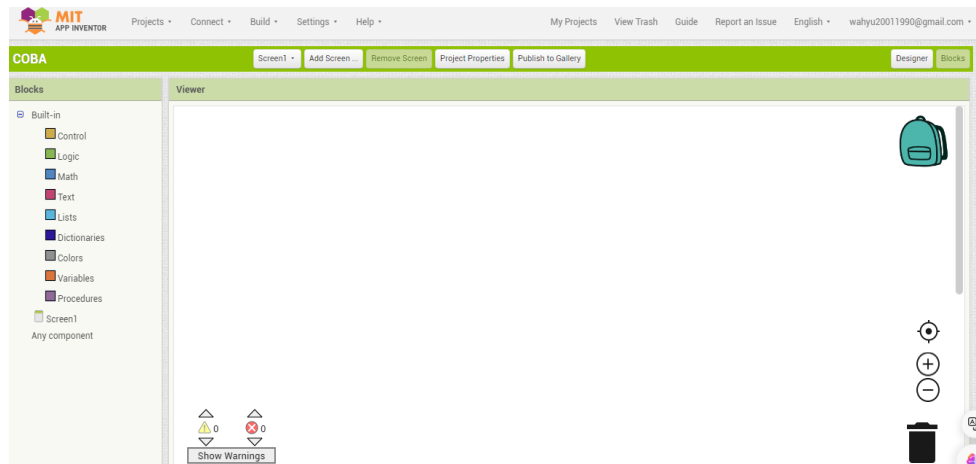 MIT
APP INVENTOR
Projects Connect Build Settings Help My Projects View Trash Guide Report an Issue English wahyu20011990@gmail.com
COBA Screen1 Add Screen ... Remove Screen Project Properties Publish to Gallery Designer Blocks
Blocks Viewer
Built-in
Control
Logic
Math
Text
Lists
Dictionaries
Colors
Variables
Procedures
Screen1
Any component
0 0
Show Warnings